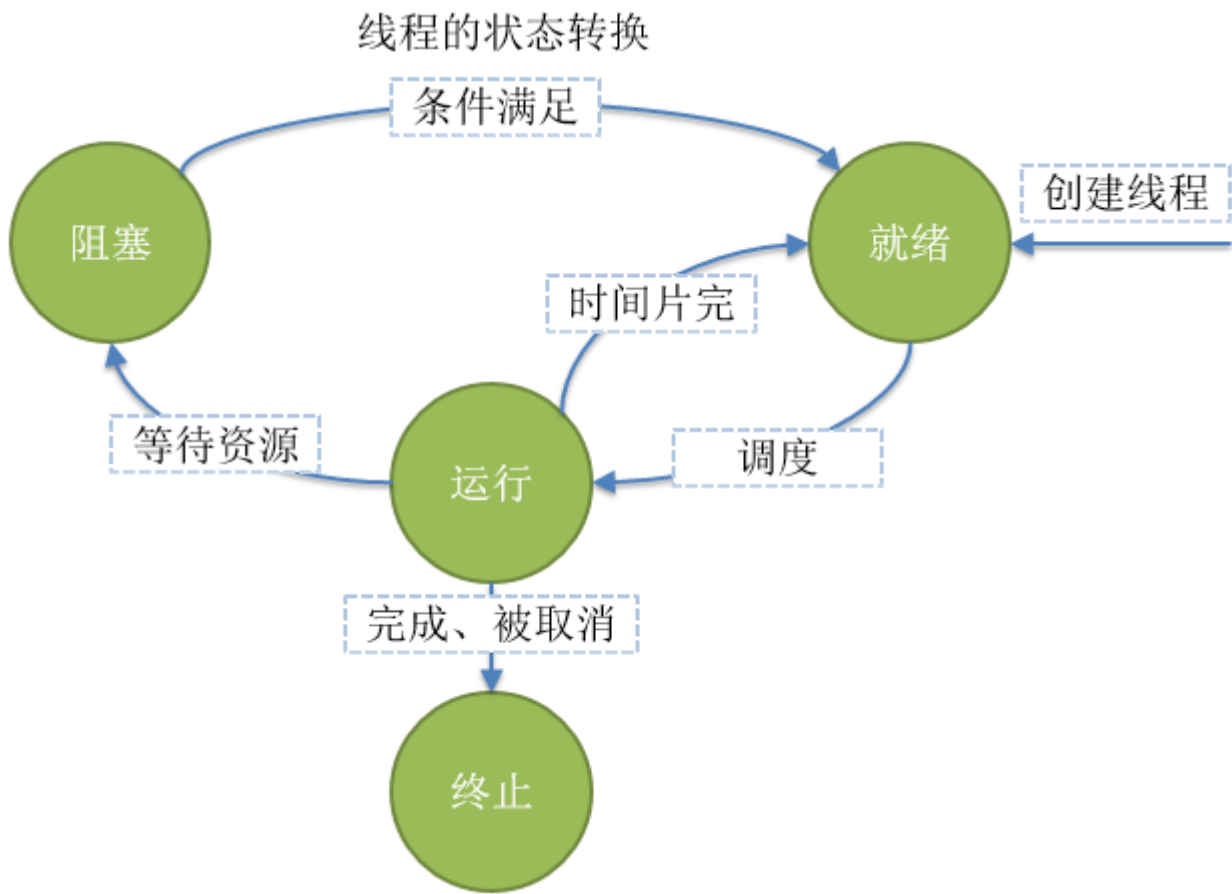 线程的状态转换
条件满足
创建线程
阻塞
就绪
时间片完
等待资源
调度
运行
完成、被取消
终止